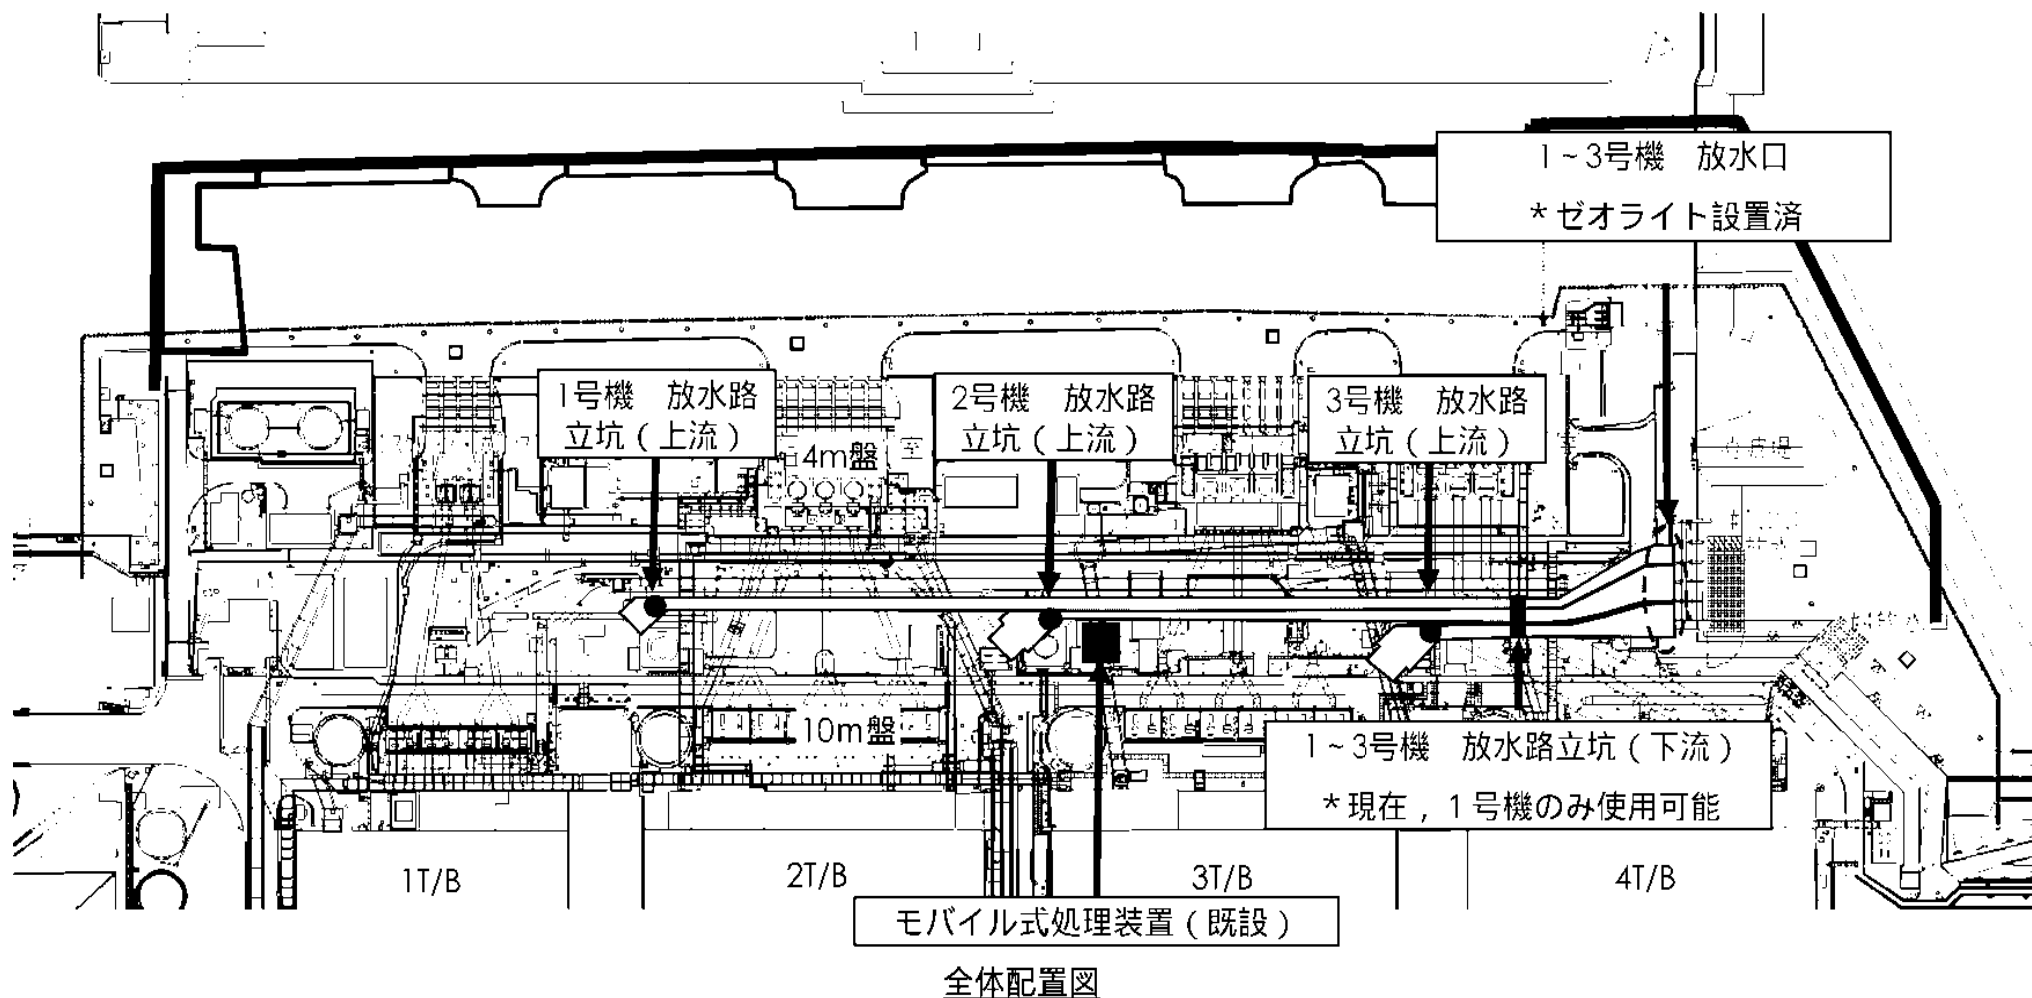 1~3号機 放水口
*ゼオライト設置済
1号機 放水路
立坑(上流)
2号機 放水路
立坑(上流)
3号機 放水路
立坑(上流)
4m盤
室
10m盤
1~3号機 放水路立坑(下流)
*現在,1号機のみ使用可能
1T/B
2T/B
3T/B
4T/B
モバイル式処理装置(既設)
全体配置図